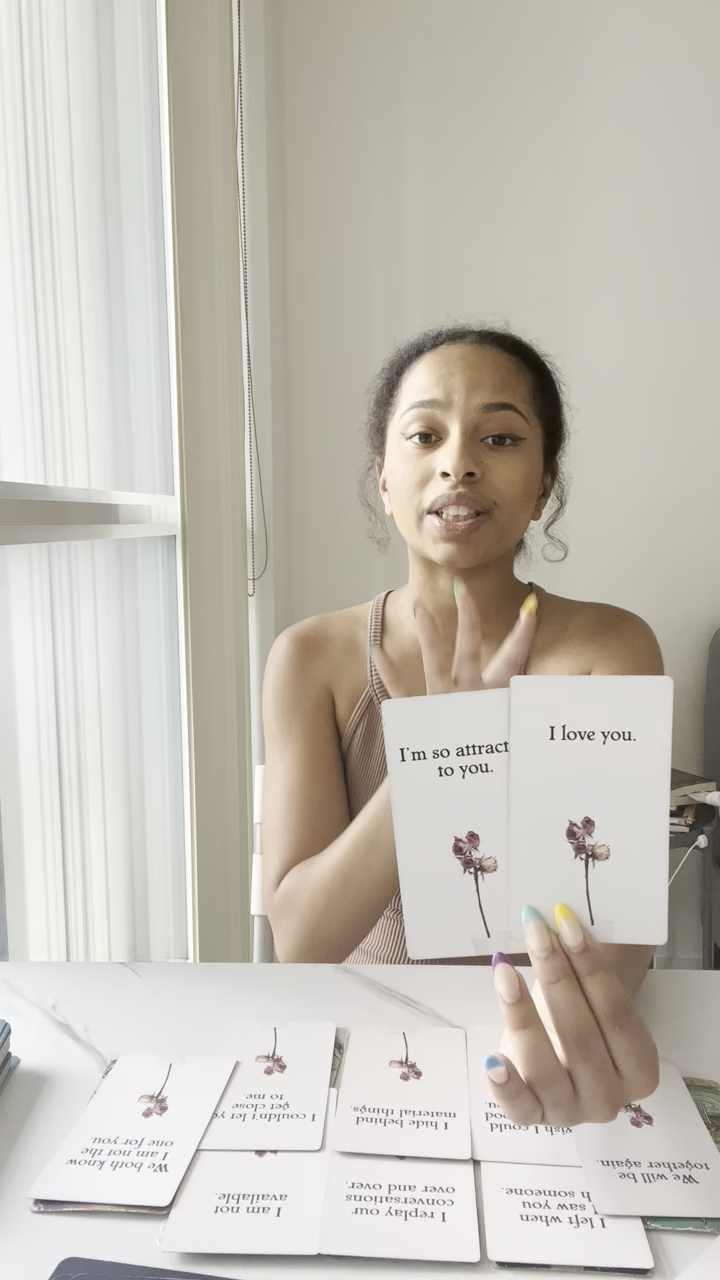 I'm so attract
to you.
I love you.
We both know
I am not the
one for you
I couldn't let
get close
to me.
I hide behind
material things.
I could
We will be
together again.
I am not
available.
I replay our
conversations
over and over.
I left when
you saw
someone.